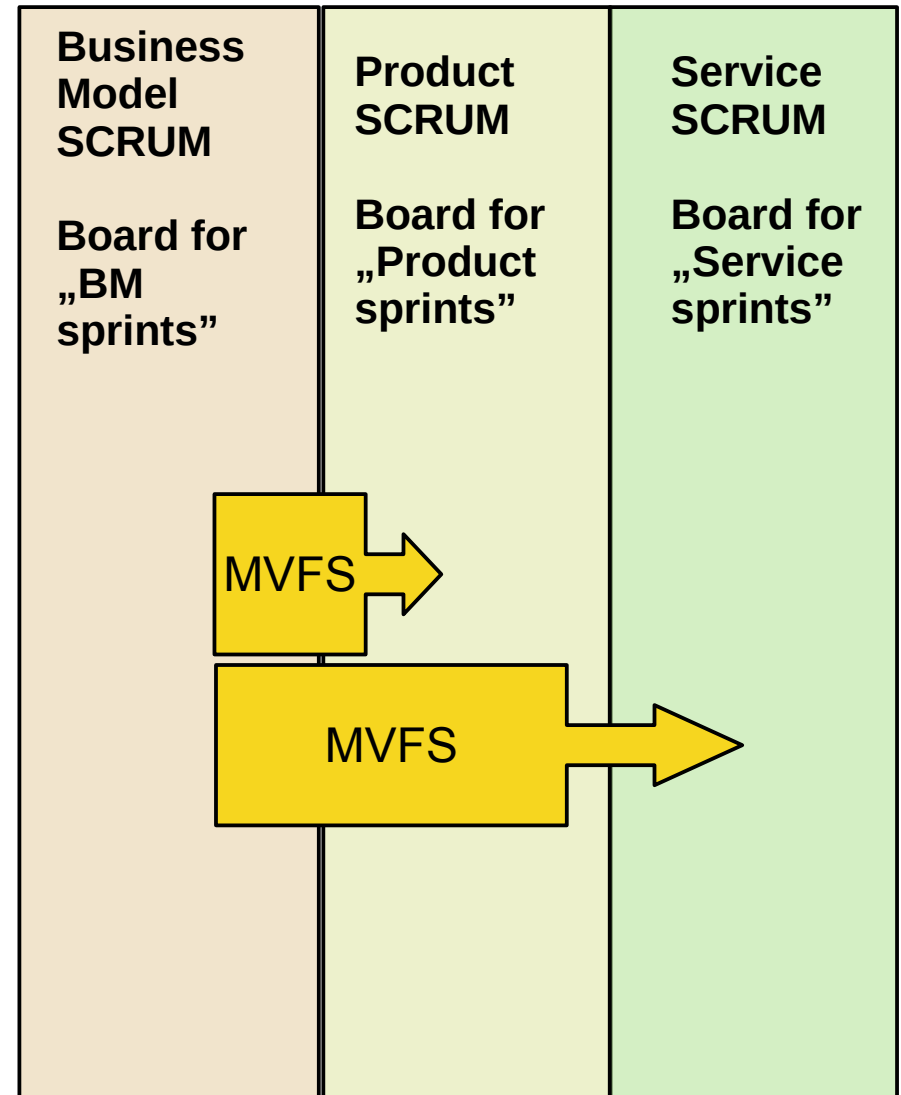 Business
Model
SCRUM
Board for
„BM
sprints”
Product
SCRUM
Board for
„Product
sprints”
Service
SCRUM
Board for
„Service
sprints”
MVFS
MVFS